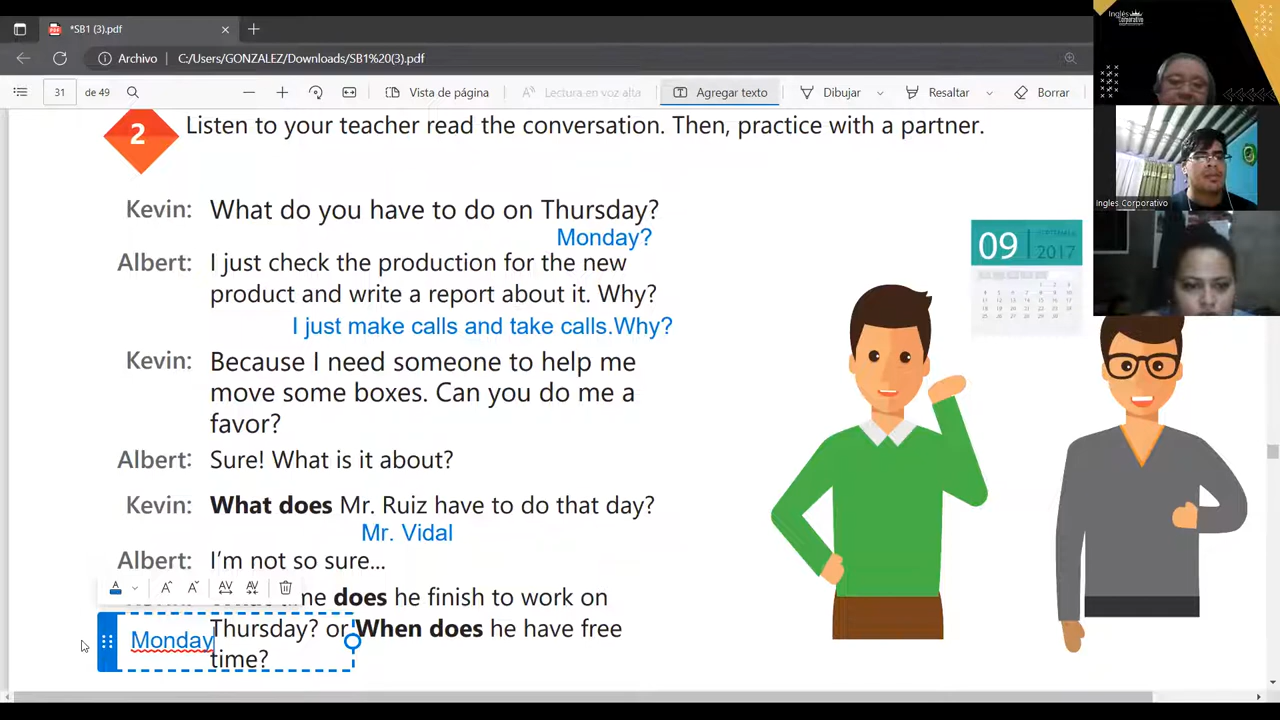 *SB1 (3).pdf
Inglés
Corporativo
Archivo C:/Users/GONZALEZ/Downloads/SB1%20(3).pdf
31 de 49 Vista de página Lectura en voz alta Agregar texto Dibujar Resaltar Borrar
2 Listen to your teacher read the conversation. Then, practice with a partner.
Kevin: What do you have to do on Thursday?
Monday?
Albert: I just check the production for the new
product and write a report about it. Why?
I just make calls and take calls.Why?
Kevin: Because I need someone to help me
move some boxes. Can you do me a
favor?
Albert: Sure! What is it about?
Kevin: What does Mr. Ruiz have to do that day?
Mr. Vidal
Albert: I'm not so sure...
time does he finish to work on
Monday Thursday? or When does he have free
time?
09 2017
Ingles Corporativo